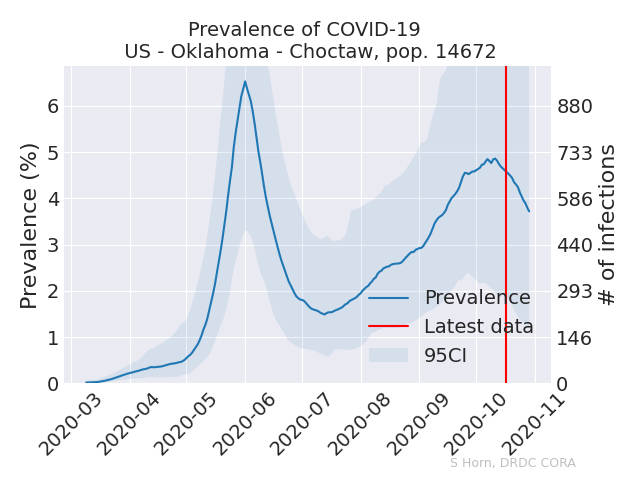 Prevalence of COVID-19
US - Oklahoma - Choctaw, pop. 14672
Prevalence (%)
6
5
4
3
2
1
0
880
733
586
440
293
146
0
# of infections
Prevalence
Latest data
95CI
2020-03
2020-04
2020-05
2020-06
2020-07
2020-08
2020-09
2020-10
2020-11
S Horn, DRDC CORA